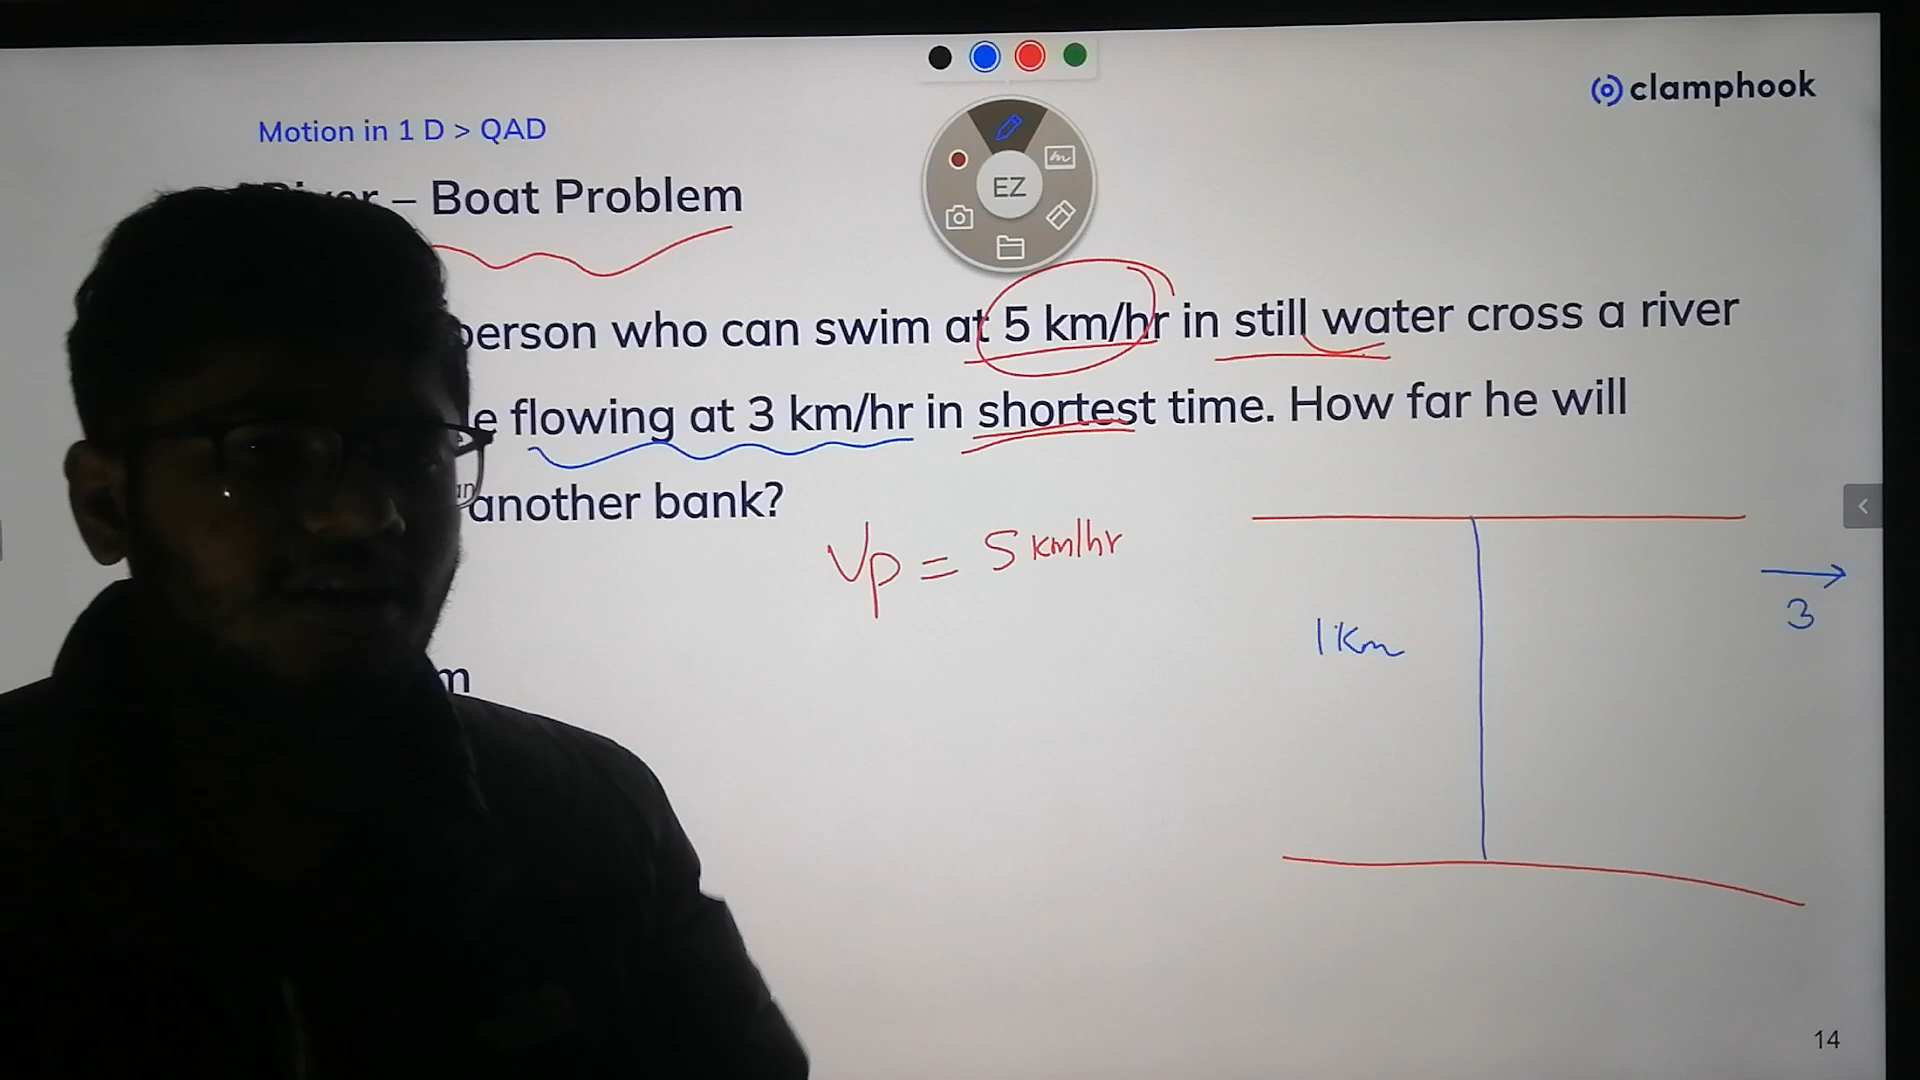 clamphook
Motion in 1 D > QAD
River – Boat Problem
EZ
person who can swim at 5 km/hr in still water cross a river
flowing at 3 km/hr in shortest time. How far he will
another bank?
Vp = 5 km/hr
3
1 Km
m
14